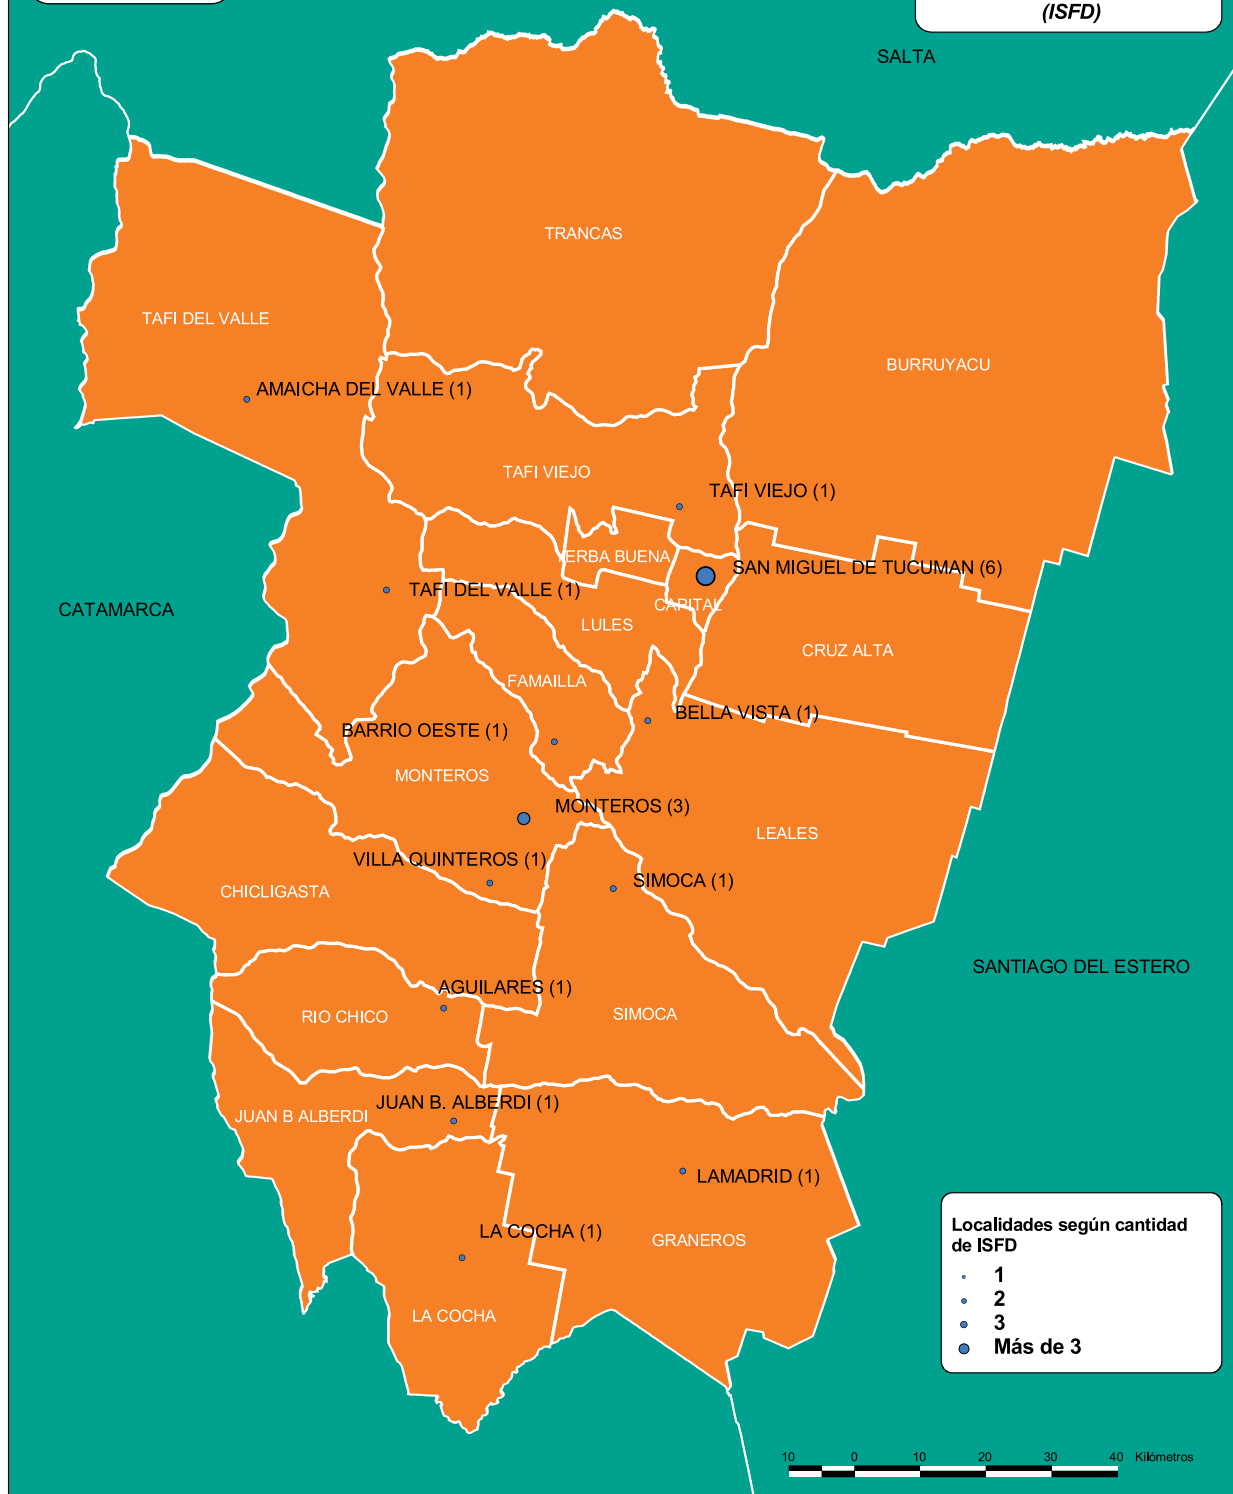 (ISFD)
SALTA
TRANCAS
TAFI DEL VALLE
BURRUYACU
AMAICHA DEL VALLE (1)
TAFI VIEJO
TAFI VIEJO (1)
YERBA BUENA
SAN MIGUEL DE TUCUMAN (6)
TAFI DEL VALLE (1)
CATAMARCA
CAPITAL
LULES
CRUZ ALTA
FAMAILLA
BELLA VISTA (1)
BARRIO OESTE (1)
MONTEROS
MONTEROS (3)
LEALES
VILLA QUINTEROS (1)
SIMOCA (1)
CHICLIGASTA
SANTIAGO DEL ESTERO
AGUILARES (1)
RIO CHICO
SIMOCA
JUAN B. ALBERDI (1)
JUAN B ALBERDI
LAMADRID (1)
LA COCHA (1)
GRANEROS
LA COCHA
Localidades según cantidad
de ISFD
1
2
3
Más de 3
10 0 10 20 30 40 Kilómetros